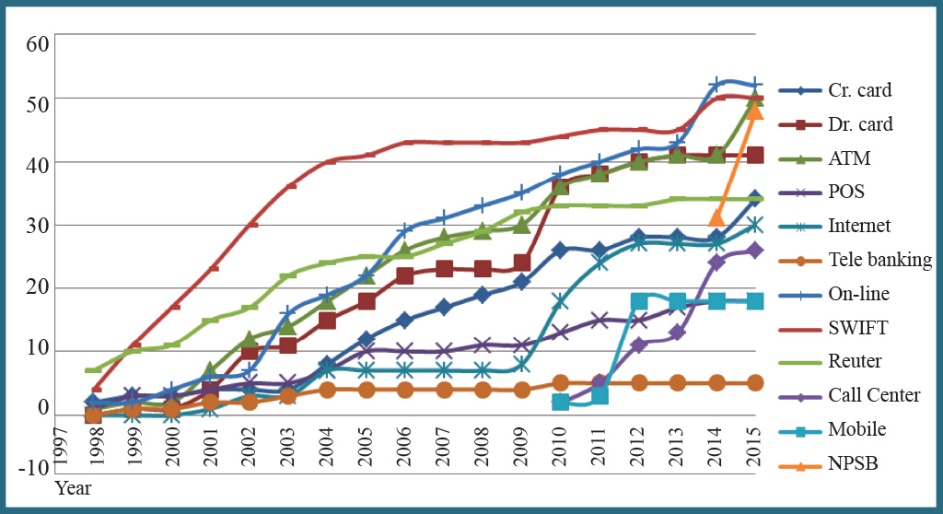 60
50
40
30
20
10
0
-10
1997 1998 1999 2000 2001 2002 2003 2004 2005 2006 2007 2008 2009 2010 2011 2012 2013 2014 2015
Year
Cr. card
Dr. card
ATM
POS
Internet
Tele banking
On-line
SWIFT
Reuter
Call Center
Mobile
NPSB